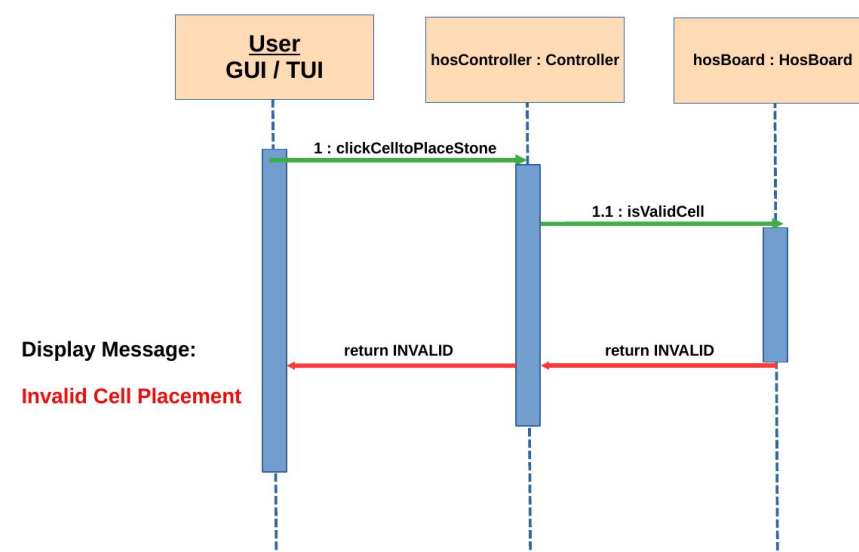 User
GUI / TUI
hosController : Controller
hosBoard : HosBoard
1 : clickCelltoPlaceStone
1.1 : isValidCell
Display Message:
return INVALID
return INVALID
Invalid Cell Placement